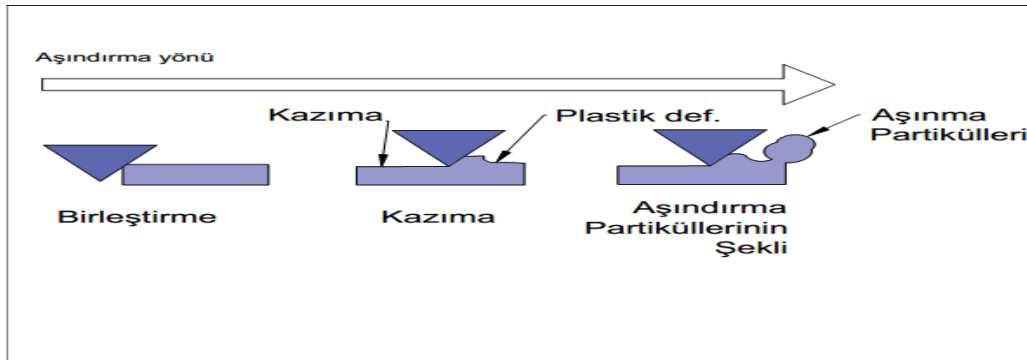 Aşındırma yönü
Kazıma
Plastik def.
Aşınma
Partikülleri
Birleştirme
Kazıma
Aşındırma
Partiküllerinin
Şekli